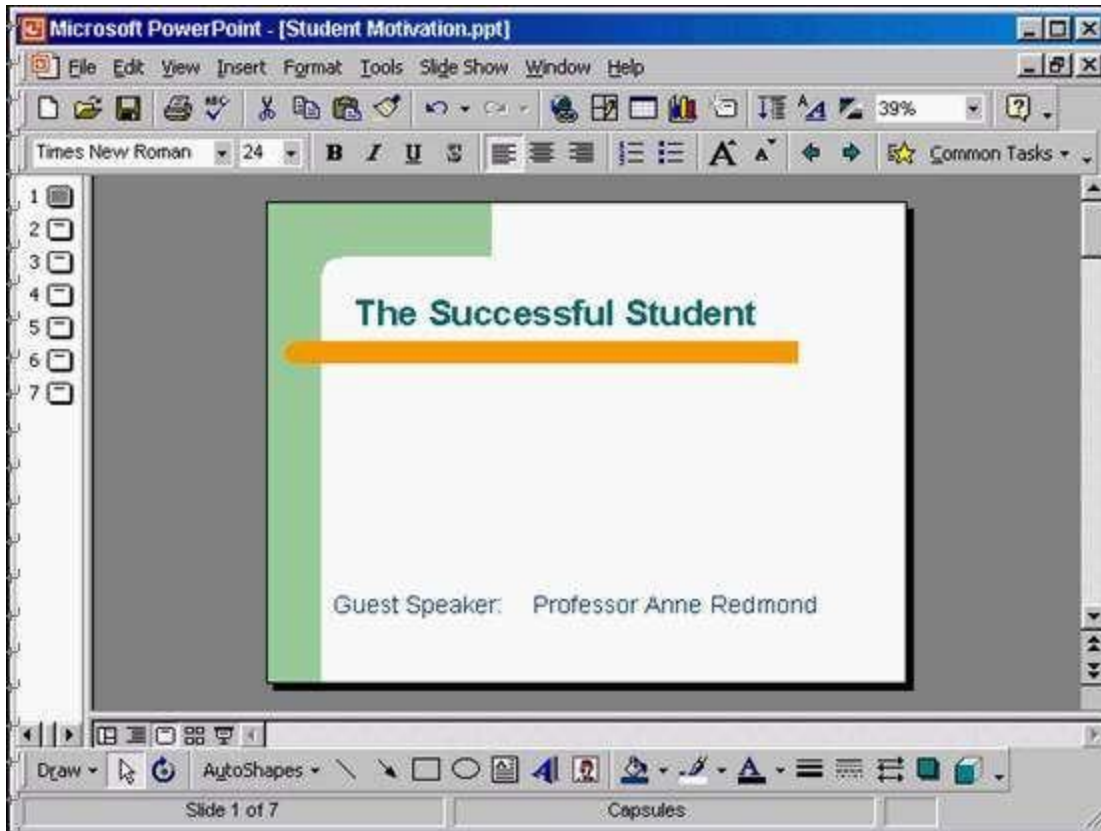 Microsoft PowerPoint - [Student Motivation.ppt]
File Edit View Insert Format Tools Slide Show Window Help
ABC A A 39% ?
Times New Roman 24 B I U S A A Common Tasks
1
2
3
4
5
6
7
The Successful Student
Guest Speaker: Professor Anne Redmond
Draw AutoShapes A A
Slide 1 of 7 Capsules